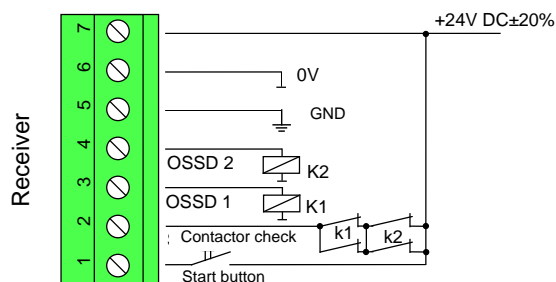 +24V DC±20%
Receiver
7
6
0V
5
GND
4
OSSD 2
K2
3
OSSD 1
K1
2
Contactor check
k1
k2
1
Start button